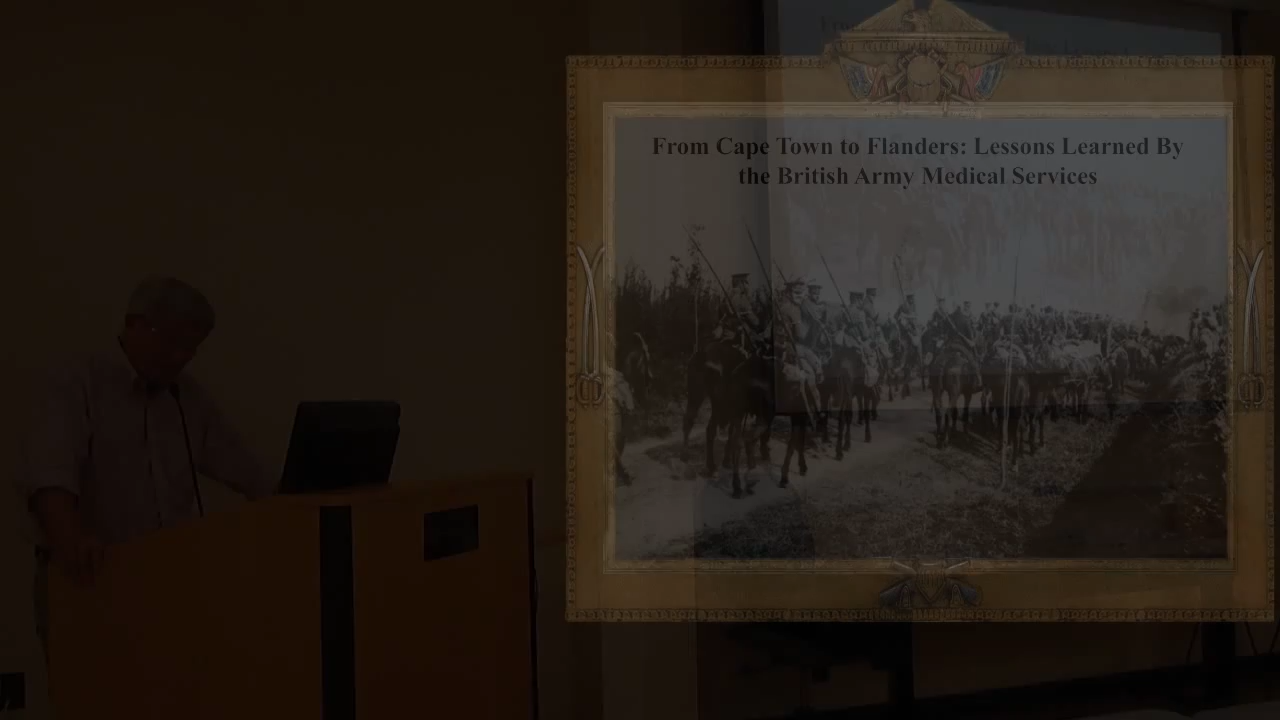 From Cape Town to Flanders: Lessons Learned By
the British Army Medical Services